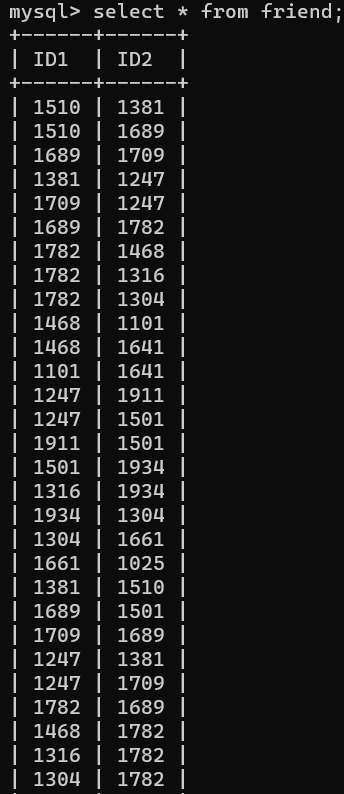 mysql> select * from friend;
+------+------+
| ID1  | ID2  |
+------+------+
| 1510 | 1381 |
| 1510 | 1689 |
| 1689 | 1709 |
| 1381 | 1247 |
| 1709 | 1247 |
| 1689 | 1782 |
| 1782 | 1468 |
| 1782 | 1316 |
| 1782 | 1304 |
| 1468 | 1101 |
| 1468 | 1641 |
| 1101 | 1641 |
| 1247 | 1911 |
| 1247 | 1501 |
| 1911 | 1501 |
| 1501 | 1934 |
| 1316 | 1934 |
| 1934 | 1304 |
| 1304 | 1661 |
| 1661 | 1025 |
| 1381 | 1510 |
| 1689 | 1501 |
| 1709 | 1689 |
| 1247 | 1381 |
| 1247 | 1709 |
| 1782 | 1689 |
| 1468 | 1782 |
| 1316 | 1782 |
| 1304 | 1782 |